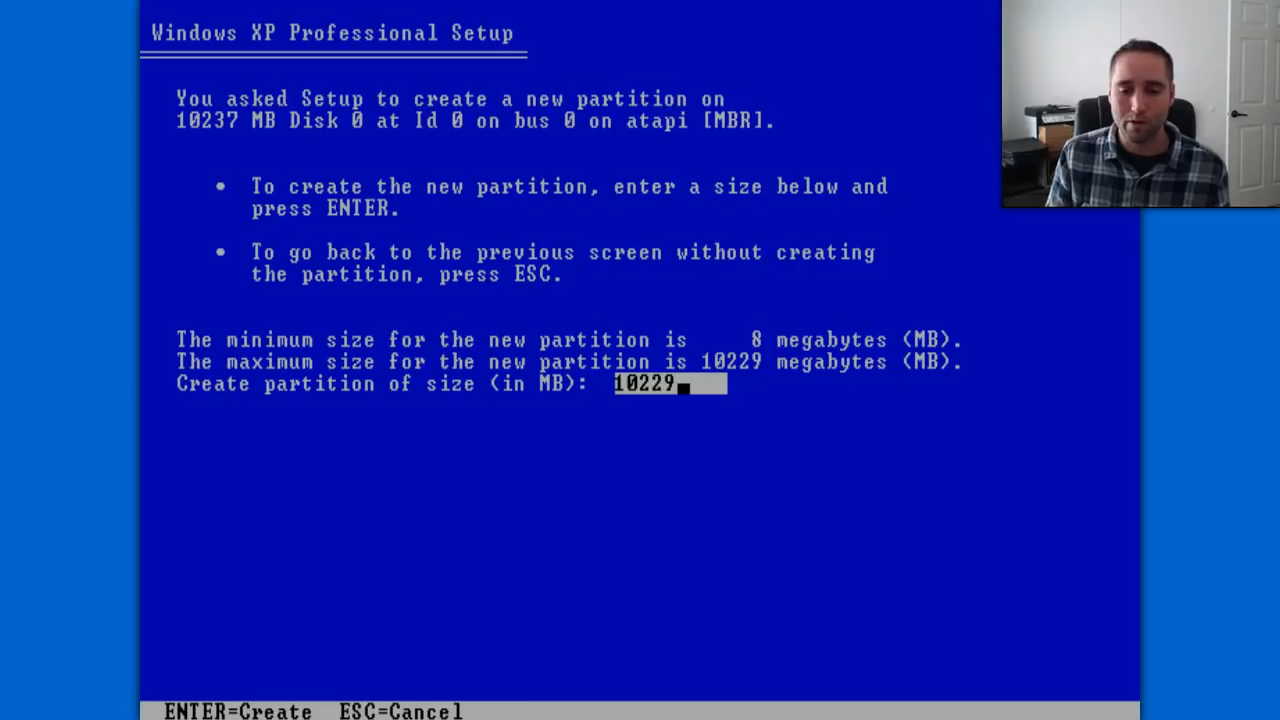 Windows XP Professional Setup
You asked Setup to create a new partition on
10237 MB Disk 0 at Id 0 on bus 0 on atapi [MBR].
• To create the new partition, enter a size below and
press ENTER.
• To go back to the previous screen without creating
the partition, press ESC.
The minimum size for the new partition is 8 megabytes (MB).
The maximum size for the new partition is 10229 megabytes (MB).
Create partition of size (in MB): 10229
ENTER=Create ESC=Cancel